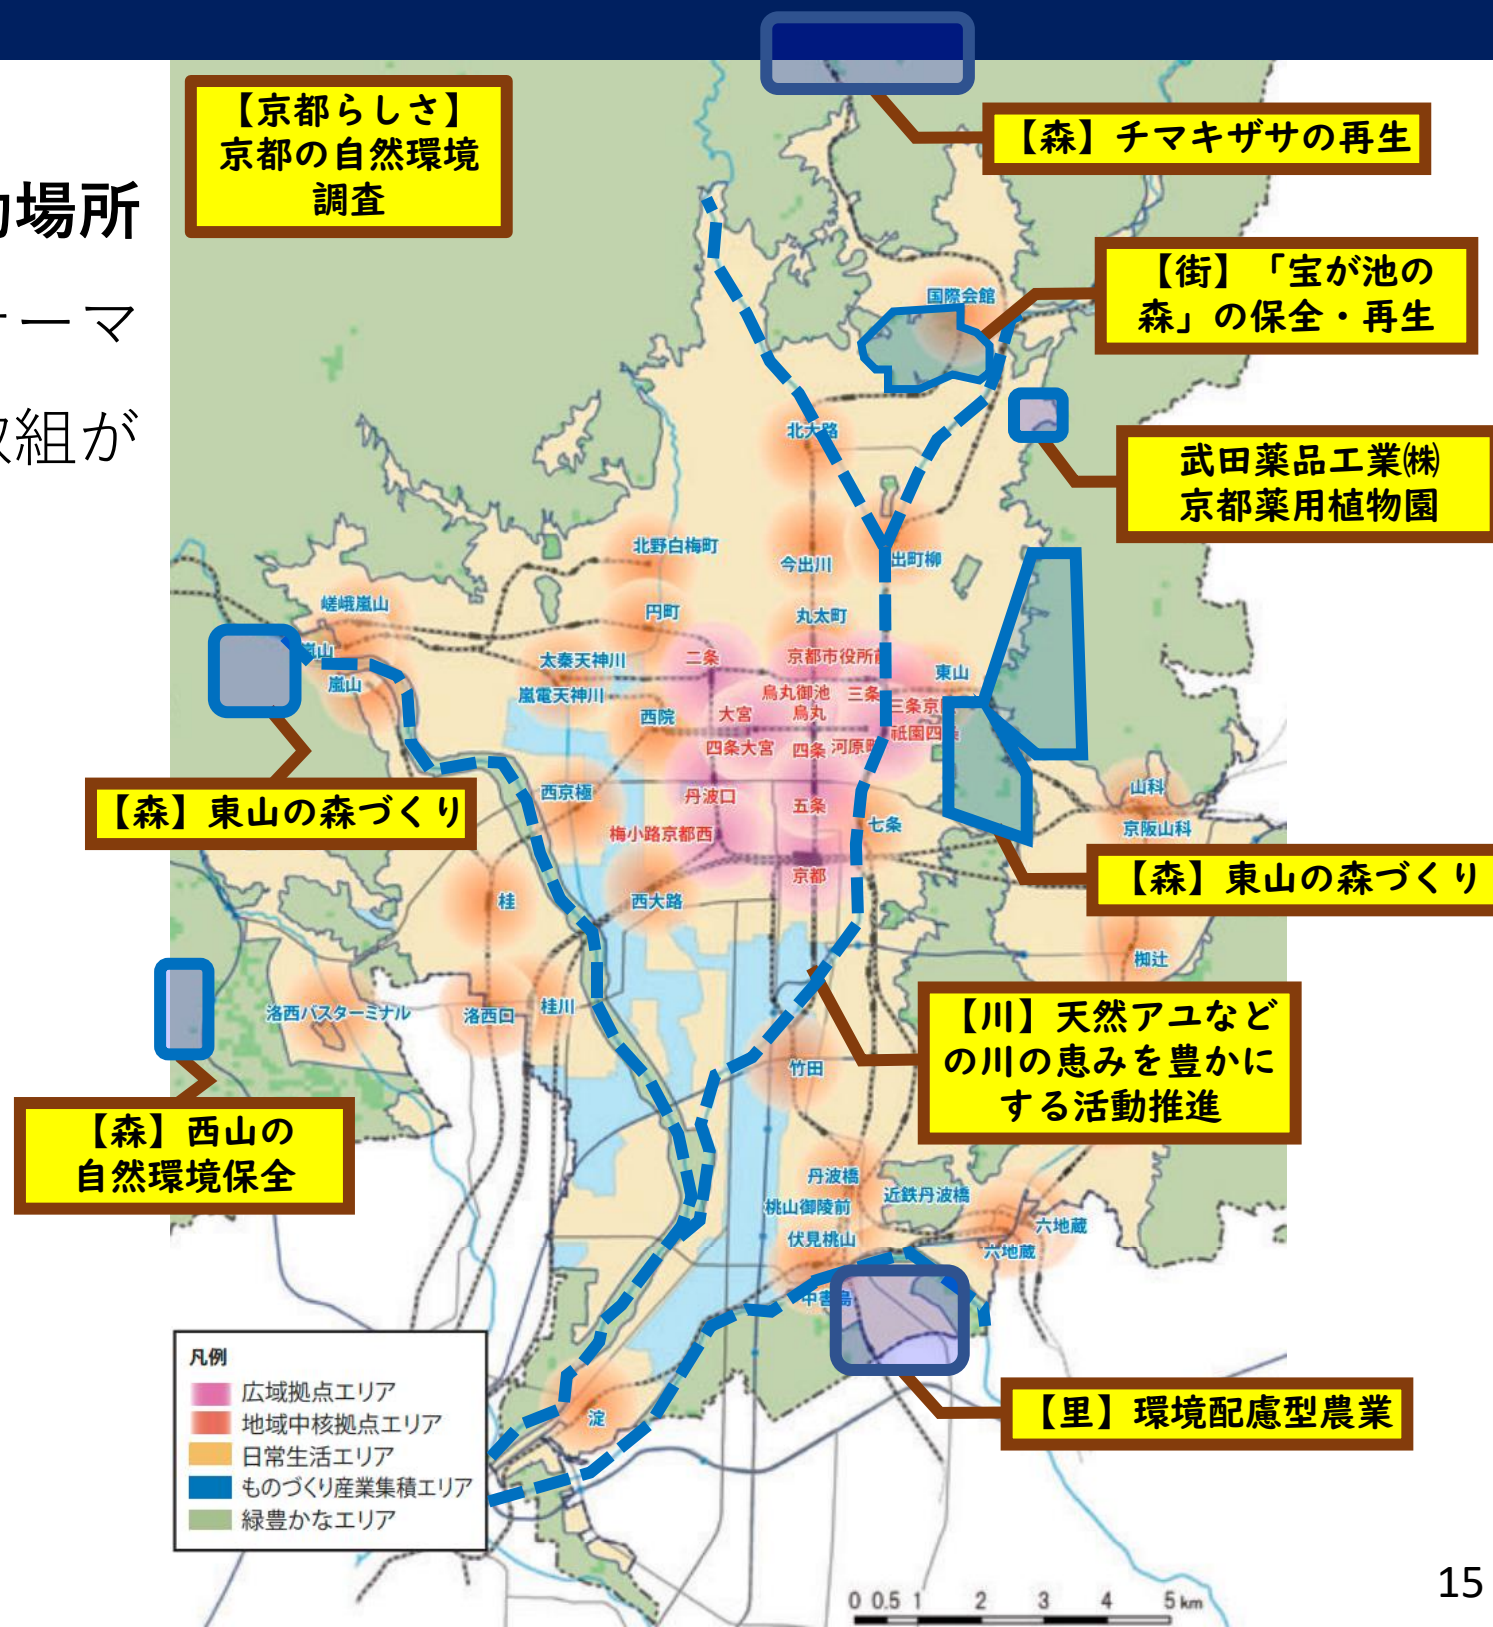 【京都らしさ】
京都の自然環境
調査
場所
テーマ
取組が
【森】チマキザサの再生
【街】「宝が池の
森」の保全・再生
武田薬品工業㈱
京都薬用植物園
【森】東山の森づくり
【森】東山の森づくり
【森】西山の
自然環境保全
【川】天然アユなど
の川の恵みを豊かに
する活動推進
【里】環境配慮型農業
国際会館
北大路
北野白梅町
今出川
出町柳
嵯峨嵐山
円町
丸太町
嵐山
嵐山
太秦天神川
二条
京都市役所前
東山
嵐電天神川
烏丸御池
三条
三条京
西院
大宮
烏丸
祇園四条
四条大宮
四条
河原町
西京極
丹波口
五条
七条
山科
梅小路京都西
京阪山科
京都
桂
西大路
椥辻
洛西バスターミナル
洛西口
桂川
竹田
丹波橋
近鉄丹波橋
桃山御陵前
伏見桃山
六地蔵
六地蔵
中書島
淀
凡例
広域拠点エリア
地域中核拠点エリア
日常生活エリア
ものづくり産業集積エリア
緑豊かなエリア
0 0.5 1 2 3 4 5 km
15